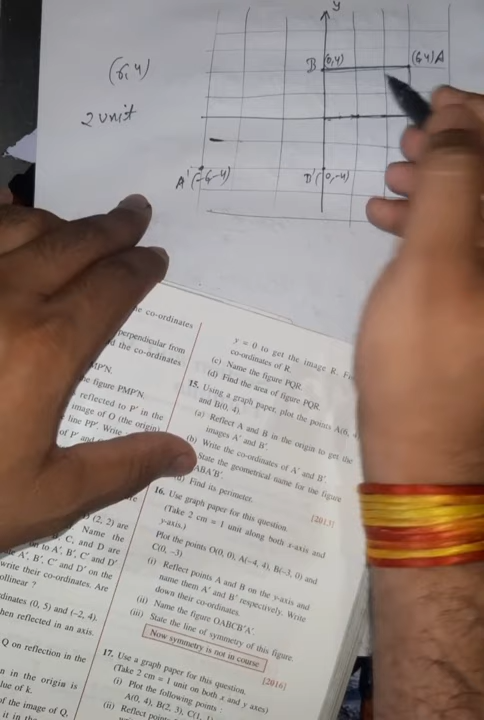 y
(6,4)
B (0,4) (6,4) A
2 unit
A' (-6,-4) B' (0,-4)
e co-ordinates
perpendicular from
d the co-ordinates
MP'N.
he figure PMP'N.
reflected to P' in the
image of O (the origin)
line PP'. Write
of P' and
(2, 2) are
Name the
C, and D are
to A', B', C' and D'
A', B', C' and D' on the
write their co-ordinates. Are
ollinear ?
dinates (0, 5) and (–2, 4).
hen reflected in an axis.
Q on reflection in the
n in the origin is
lue of k.
of the image of Q,
y = 0 to get the image R.
co-ordinates of R.
(c) Name the figure PQR.
(d) Find the area of figure PQR.
15. Using a graph paper, plot the points A(6, 4)
and B(0, 4).
(a) Reflect A and B in the origin to get the
images A' and B'.
(b) Write the co-ordinates of A' and B'.
State the geometrical name for the figure
ABA'B'.
Find its perimeter.
[2013]
16. Use graph paper for this question.
(Take 2 cm = 1 unit along both x-axis and
y-axis.)
Plot the points O(0, 0), A(–4, 4), B(–3, 0) and
C(0, –3)
(i) Reflect points A and B on the y-axis and
name them A' and B' respectively. Write
down their co-ordinates.
(ii) Name the figure OABCB'A'.
(iii) State the line of symmetry of this figure.
Now symmetry is not in course
[2016]
17. Use a graph paper for this question.
(Take 2 cm = 1 unit on both x and y axes)
(i) Plot the following points :
A(0, 4), B(2, 3), C(1,
(ii) Reflect points